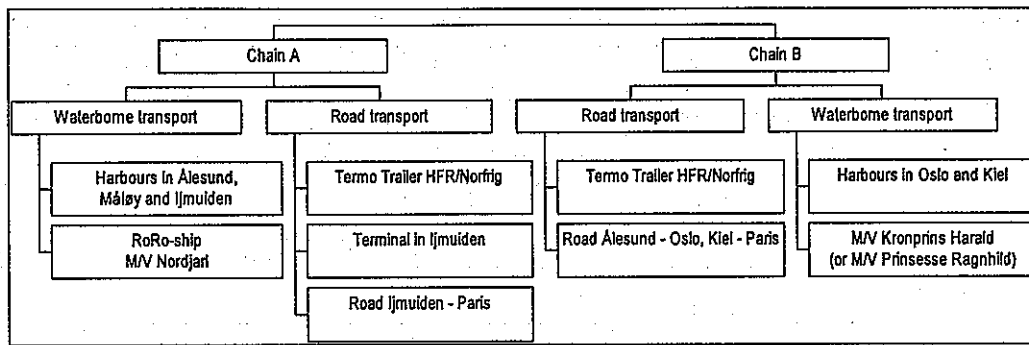 Chain A
Chain B
Waterborne transport
Road transport
Road transport
Waterborne transport
Harbours in Ålesund,
Måløy and Ijmuiden
Termo Trailer HFR/Norfrig
Termo Trailer HFR/Norfrig
Harbours in Oslo and Kiel
RoRo-ship
M/V Nordjarl
Terminal in Ijmuiden
Road Ålesund - Oslo, Kiel - Paris
M/V Kronprins Harald
(or M/V Prinsesse Ragnhild)
Road Ijmuiden - Paris